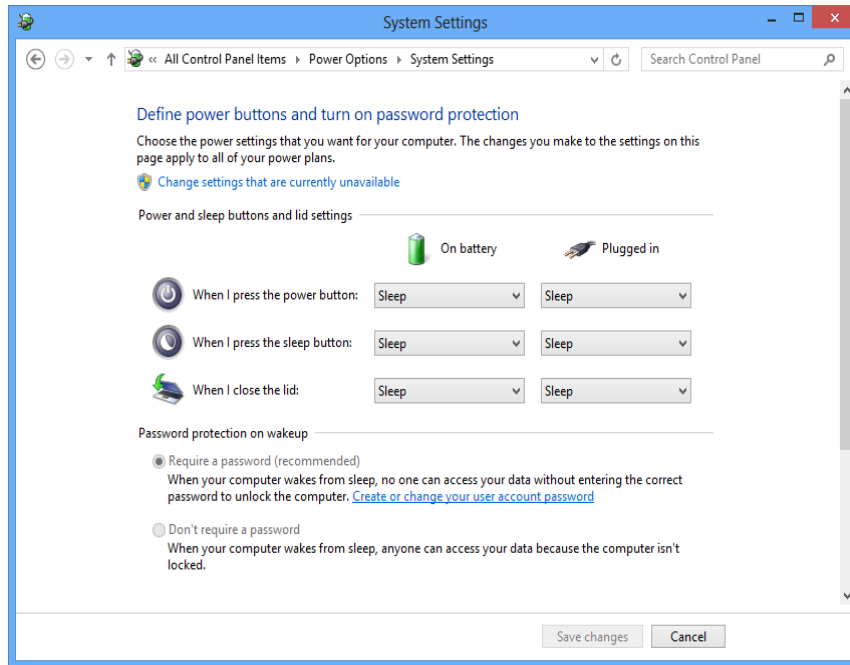 System Settings
« All Control Panel Items Power Options System Settings Search Control Panel
Define power buttons and turn on password protection
Choose the power settings that you want for your computer. The changes you make to the settings on this
page apply to all of your power plans.
Change settings that are currently unavailable
Power and sleep buttons and lid settings
On battery Plugged in
When I press the power button: Sleep Sleep
When I press the sleep button: Sleep Sleep
When I close the lid: Sleep Sleep
Password protection on wakeup
Require a password (recommended)
When your computer wakes from sleep, no one can access your data without entering the correct
password to unlock the computer. Create or change your user account password
Don't require a password
When your computer wakes from sleep, anyone can access your data because the computer isn't
locked.
Save changes Cancel